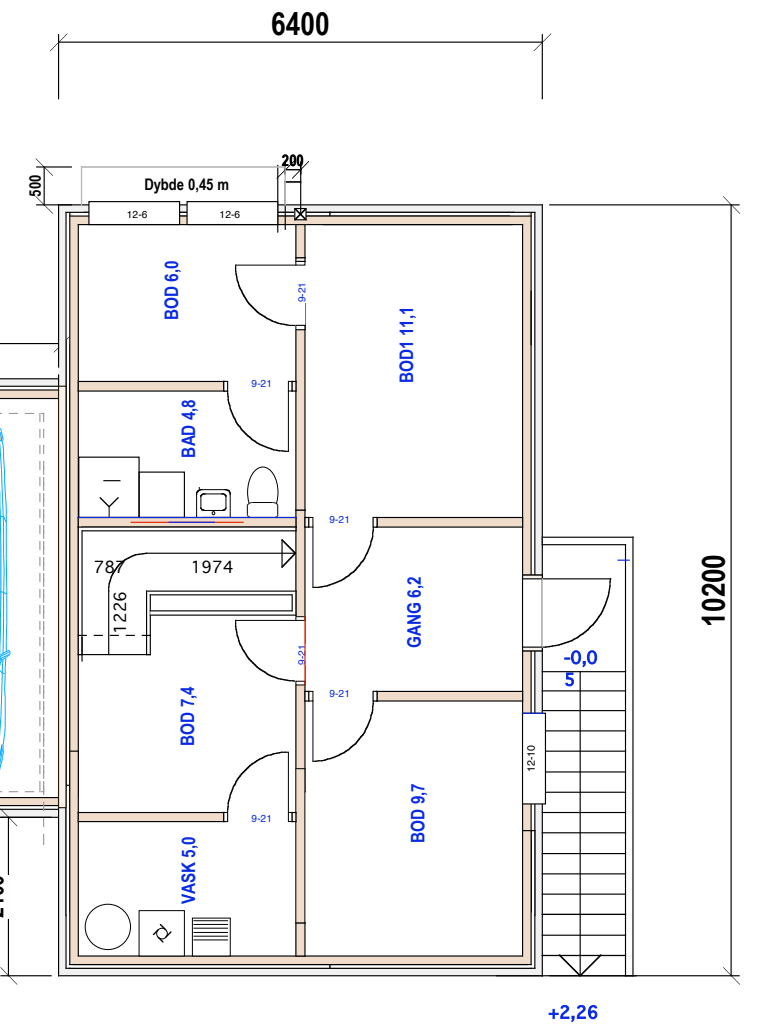 6400
200
500
Dybde 0,45 m
12-6
12-6
BOD 6,0
9-21
BOD1 11,1
9-21
BAD 4,8
9-21
787
1974
1226
GANG 6,2
10200
9-21
-0,0
5
BOD 7,4
9-21
12-10
BOD 9,7
9-21
VASK 5,0
+2,26